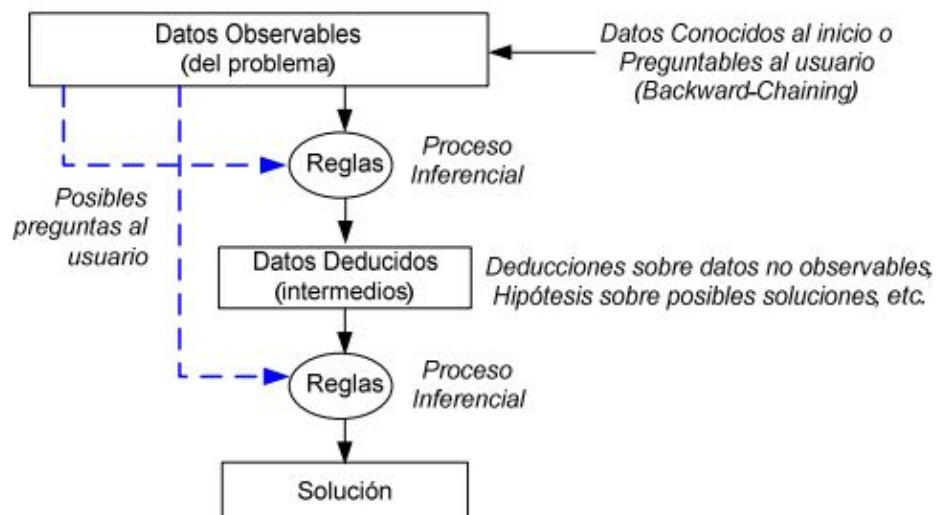 Datos Observables
(del problema)
Datos Conocidos al inicio o
Preguntables al usuario
(Backward-Chaining)
Reglas
Proceso
Inferencial
Posibles
preguntas al
usuario
Datos Deducidos
(intermedios)
Deducciones sobre datos no observables,
Hipótesis sobre posibles soluciones, etc.
Reglas
Proceso
Inferencial
Solución